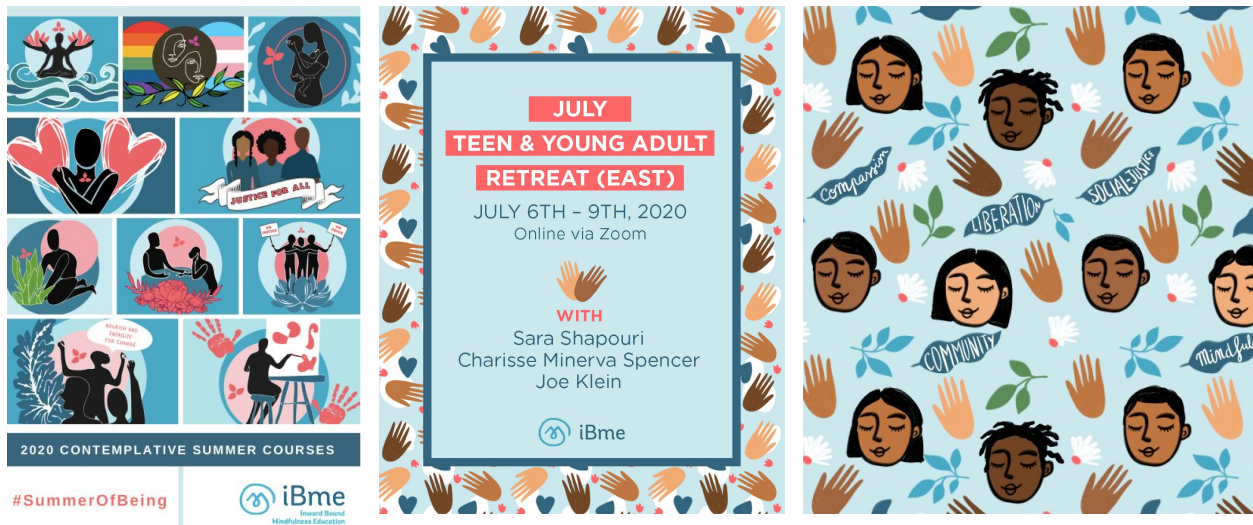 JUSTICE FOR ALL
NOURISH AND
ENERGIZE
FOR CHANGE
2020 CONTEMPLATIVE SUMMER COURSES
#SummerOfBeing
iBme
Inward Bound
Mindfulness Education
JULY
TEEN & YOUNG ADULT
RETREAT (EAST)
JULY 6TH – 9TH, 2020
Online via Zoom
WITH
Sara Shapouri
Charisse Minerva Spencer
Joe Klein
iBme
Compassion
SOCIAL-JUSTICE
LIBERATION
COMMUNITY
Mindful